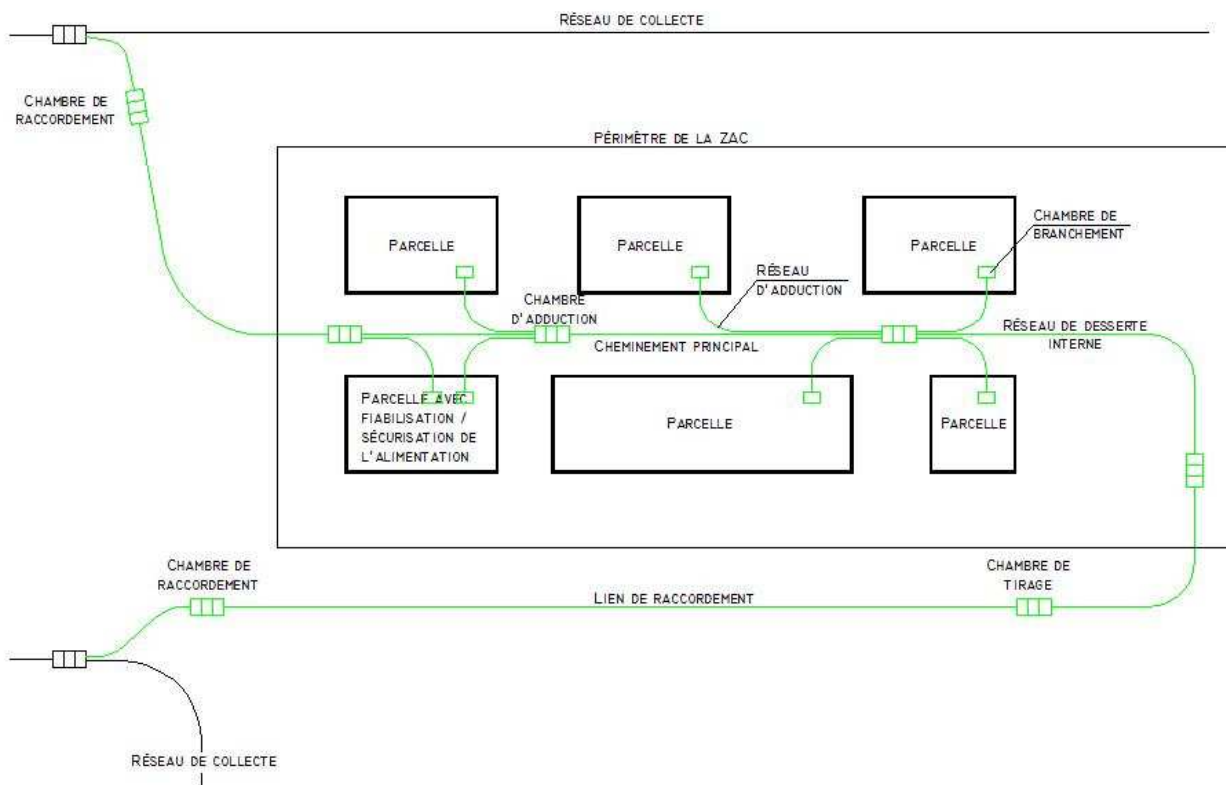 RÉSEAU DE COLLECTE
CHAMBRE DE
RACCORDEMENT
PÉRIMÈTRE DE LA ZAC
PARCELLE
PARCELLE
PARCELLE
CHAMBRE DE
BRANCHEMENT
RÉSEAU
D'ADDUCTION
CHAMBRE
D'ADDUCTION
CHEMINEMENT PRINCIPAL
RÉSEAU DE DESSERTE
INTERNE
PARCELLE AVEC
FIABILISATION /
SÉCURISATION DE
L'ALIMENTATION
PARCELLE
PARCELLE
CHAMBRE DE
RACCORDEMENT
LIEN DE RACCORDEMENT
CHAMBRE DE
TIRAGE
RÉSEAU DE COLLECTE